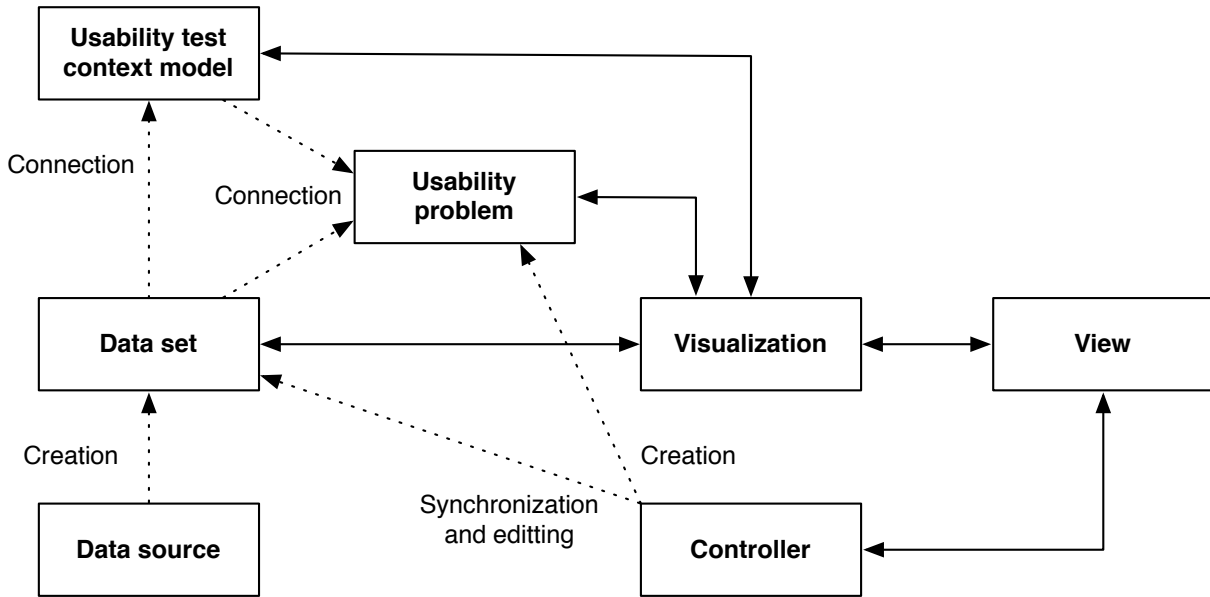 Usability test
context model
Connection
Connection
Usability
problem
Data set
Visualization
View
Creation
Creation
Synchronization
and editting
Data source
Controller